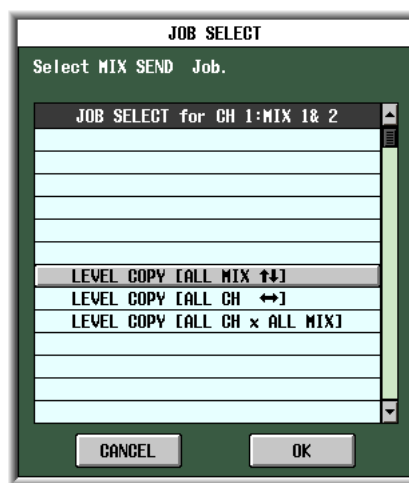 JOB SELECT
Select MIX SEND Job.
JOB SELECT for CH 1:MIX 1& 2
LEVEL COPY [ALL MIX ↑↓]
LEVEL COPY [ALL CH ↔]
LEVEL COPY [ALL CH x ALL MIX]
CANCEL OK